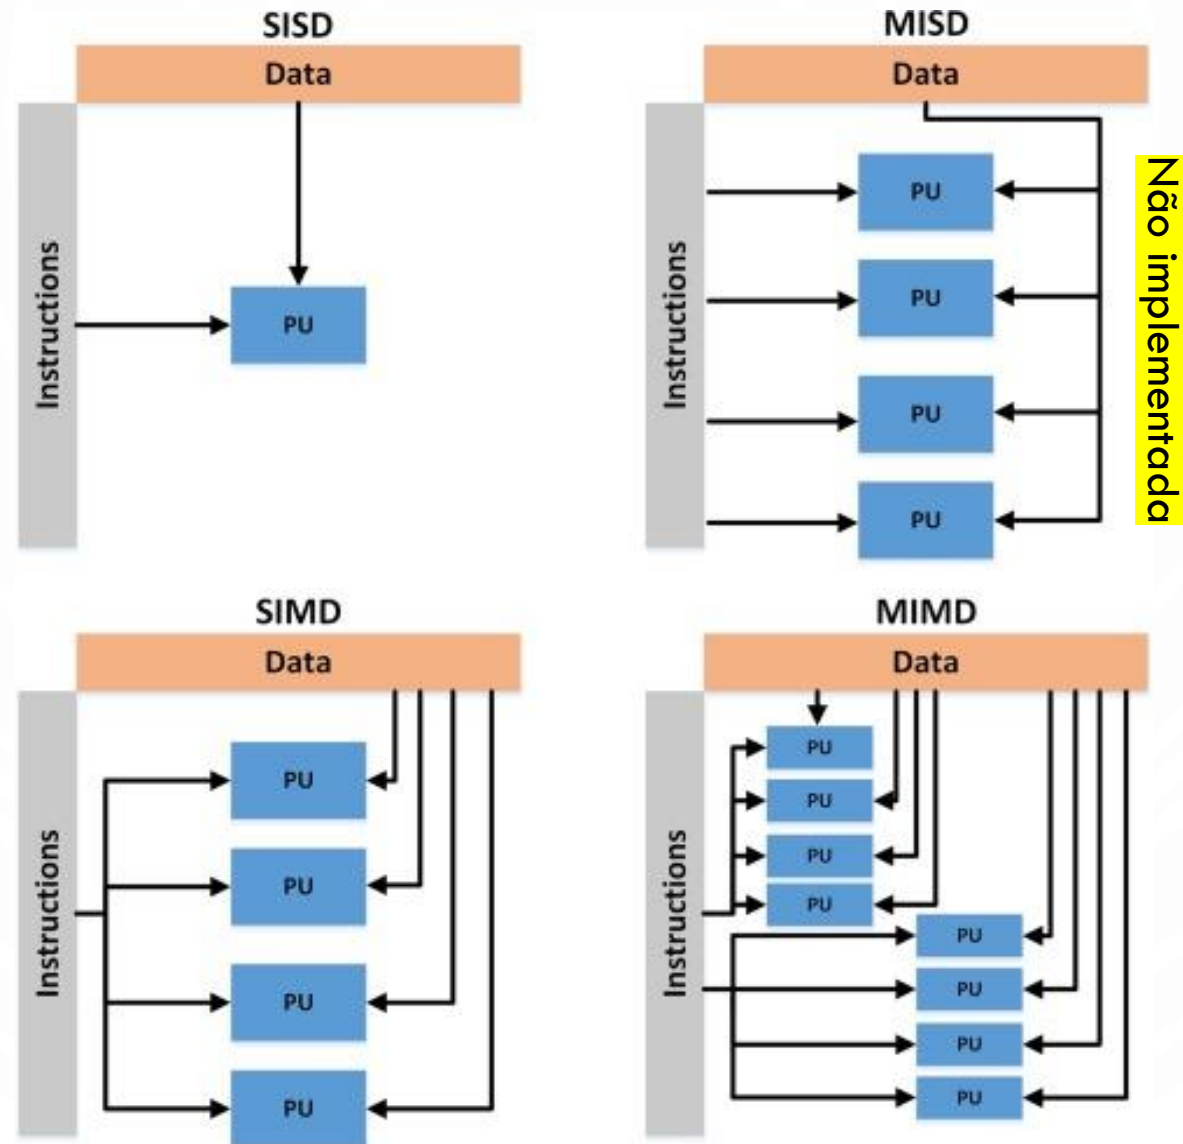 SISD
Data
Instructions
PU
MISD
Data
Instructions
PU
PU
PU
PU
Não implementada
SIMD
Data
Instructions
PU
PU
PU
PU
MIMD
Data
Instructions
PU
PU
PU
PU
PU
PU
PU
PU